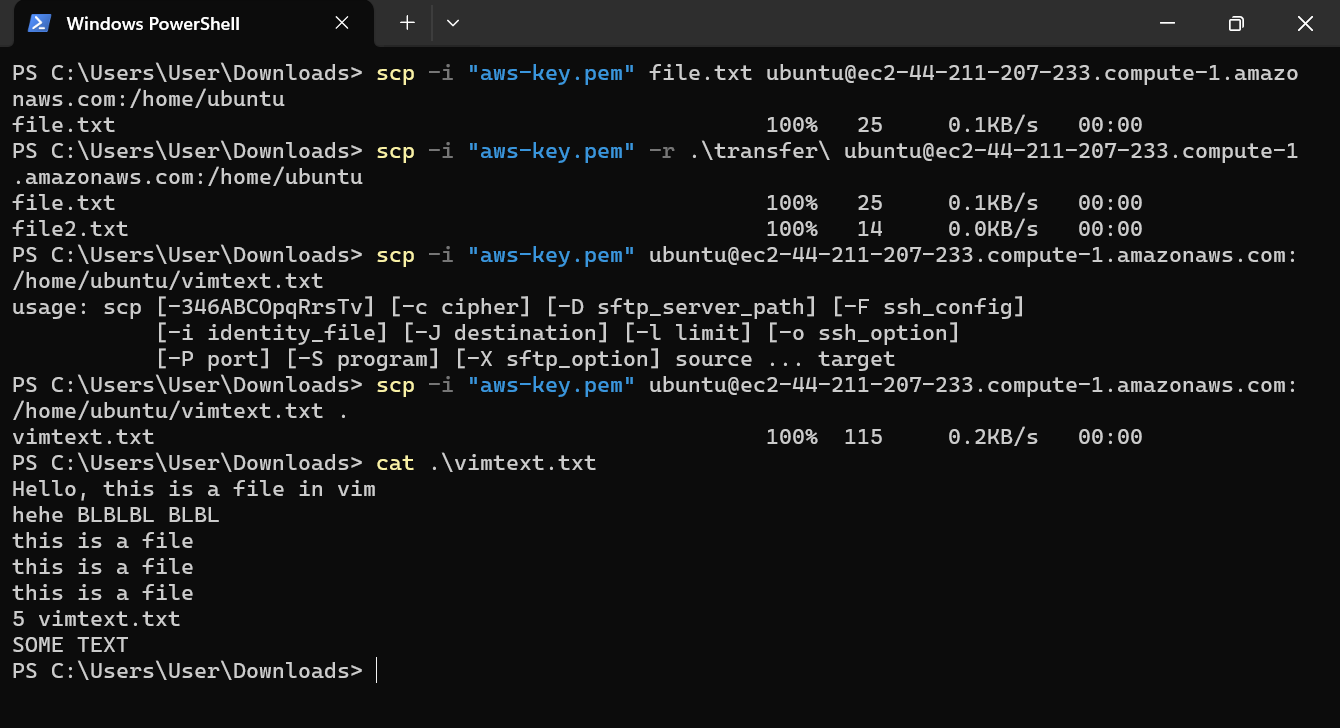 Windows PowerShell
PS C:\Users\User\Downloads> scp -i "aws-key.pem" file.txt ubuntu@ec2-44-211-207-233.compute-1.amazo
naws.com:/home/ubuntu
file.txt                                                  100%   25     0.1KB/s   00:00
PS C:\Users\User\Downloads> scp -i "aws-key.pem" -r .\transfer\ ubuntu@ec2-44-211-207-233.compute-1
.amazonaws.com:/home/ubuntu
file.txt                                                  100%   25     0.1KB/s   00:00
file2.txt                                                 100%   14     0.0KB/s   00:00
PS C:\Users\User\Downloads> scp -i "aws-key.pem" ubuntu@ec2-44-211-207-233.compute-1.amazonaws.com:
/home/ubuntu/vimtext.txt
usage: scp [-346ABCOpqRrsTv] [-c cipher] [-D sftp_server_path] [-F ssh_config]
           [-i identity_file] [-J destination] [-l limit] [-o ssh_option]
           [-P port] [-S program] [-X sftp_option] source ... target
PS C:\Users\User\Downloads> scp -i "aws-key.pem" ubuntu@ec2-44-211-207-233.compute-1.amazonaws.com:
/home/ubuntu/vimtext.txt .
vimtext.txt                                               100%  115     0.2KB/s   00:00
PS C:\Users\User\Downloads> cat .\vimtext.txt
Hello, this is a file in vim
hehe BLBLBL BLBL
this is a file
this is a file
this is a file
5 vimtext.txt
SOME TEXT
PS C:\Users\User\Downloads>